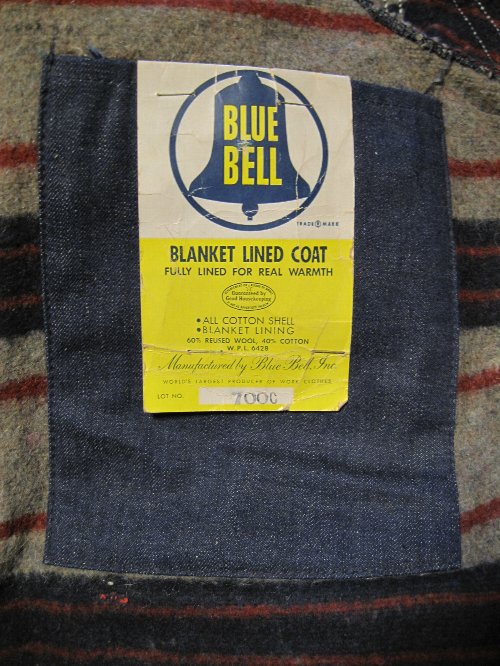 BLUE
BELL
TRADE R MARK
BLANKET LINED COAT
FULLY LINED FOR REAL WARMTH
Guaranteed by
Good Housekeeping
• ALL COTTON SHELL
• BLANKET LINING
60% REUSED WOOL, 40% COTTON
W.P.L. 6428
Manufactured by Blue Bell, Inc.
WORLD'S LARGEST PRODUCER OF WORK CLOTHES
LOT NO.